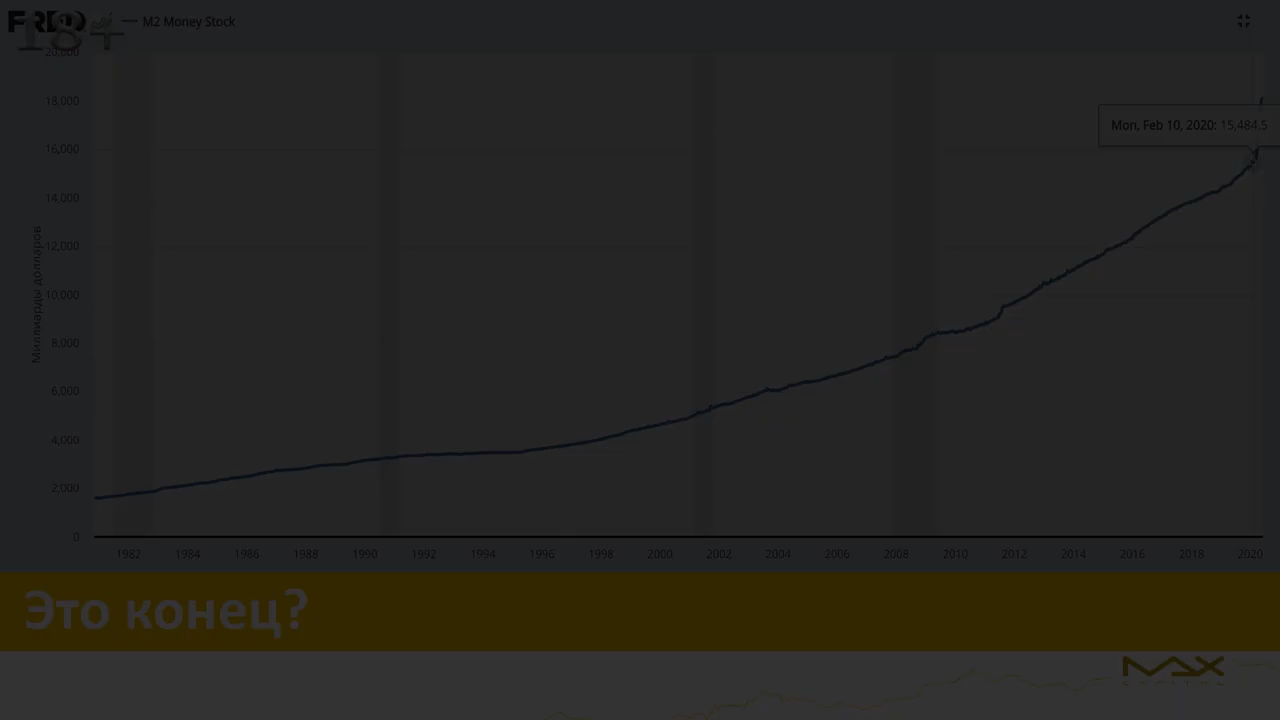 FRED
18+
— M2 Money Stock
20,000
18,000
16,000
14,000
12,000
10,000
8,000
6,000
4,000
2,000
0
Миллиарды долларов
Mon, Feb 10, 2020: 15,484.5
1982 1984 1986 1988 1990 1992 1994 1996 1998 2000 2002 2004 2006 2008 2010 2012 2014 2016 2018 2020
Это конец?
MAX
CAPITAL